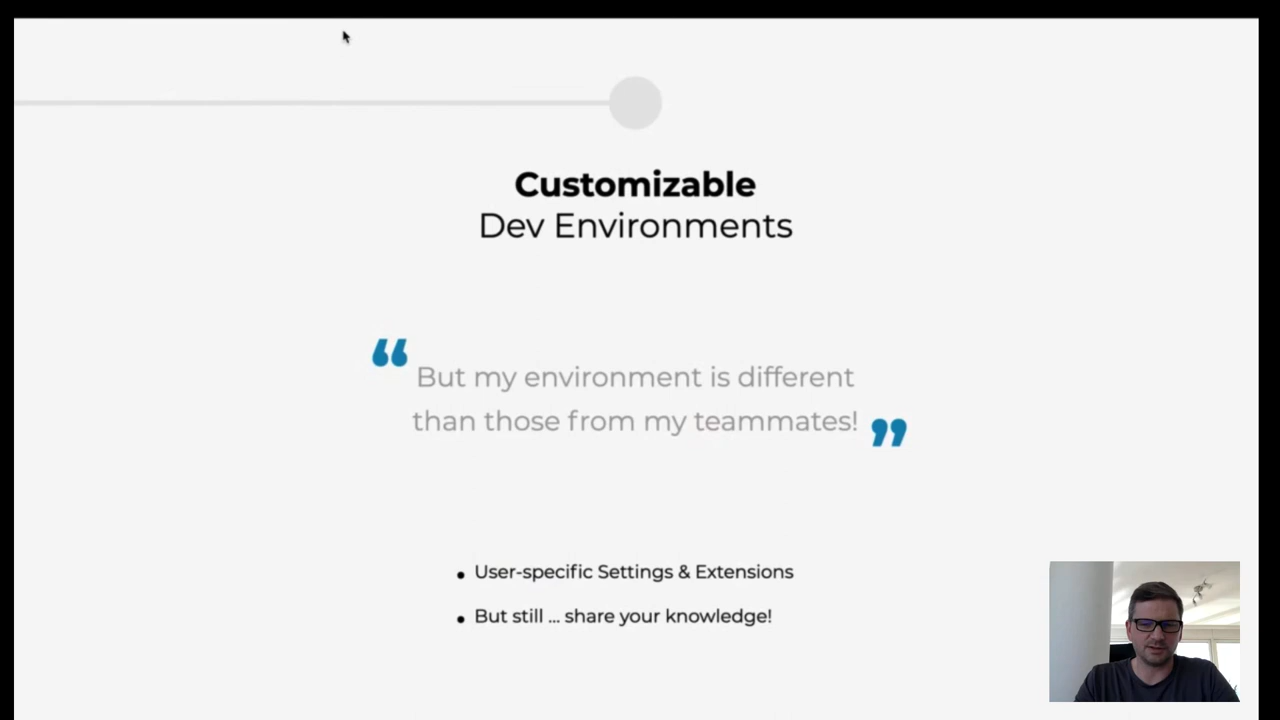 Customizable
Dev Environments
“ But my environment is different
than those from my teammates! ”
• User-specific Settings & Extensions
• But still ... share your knowledge!